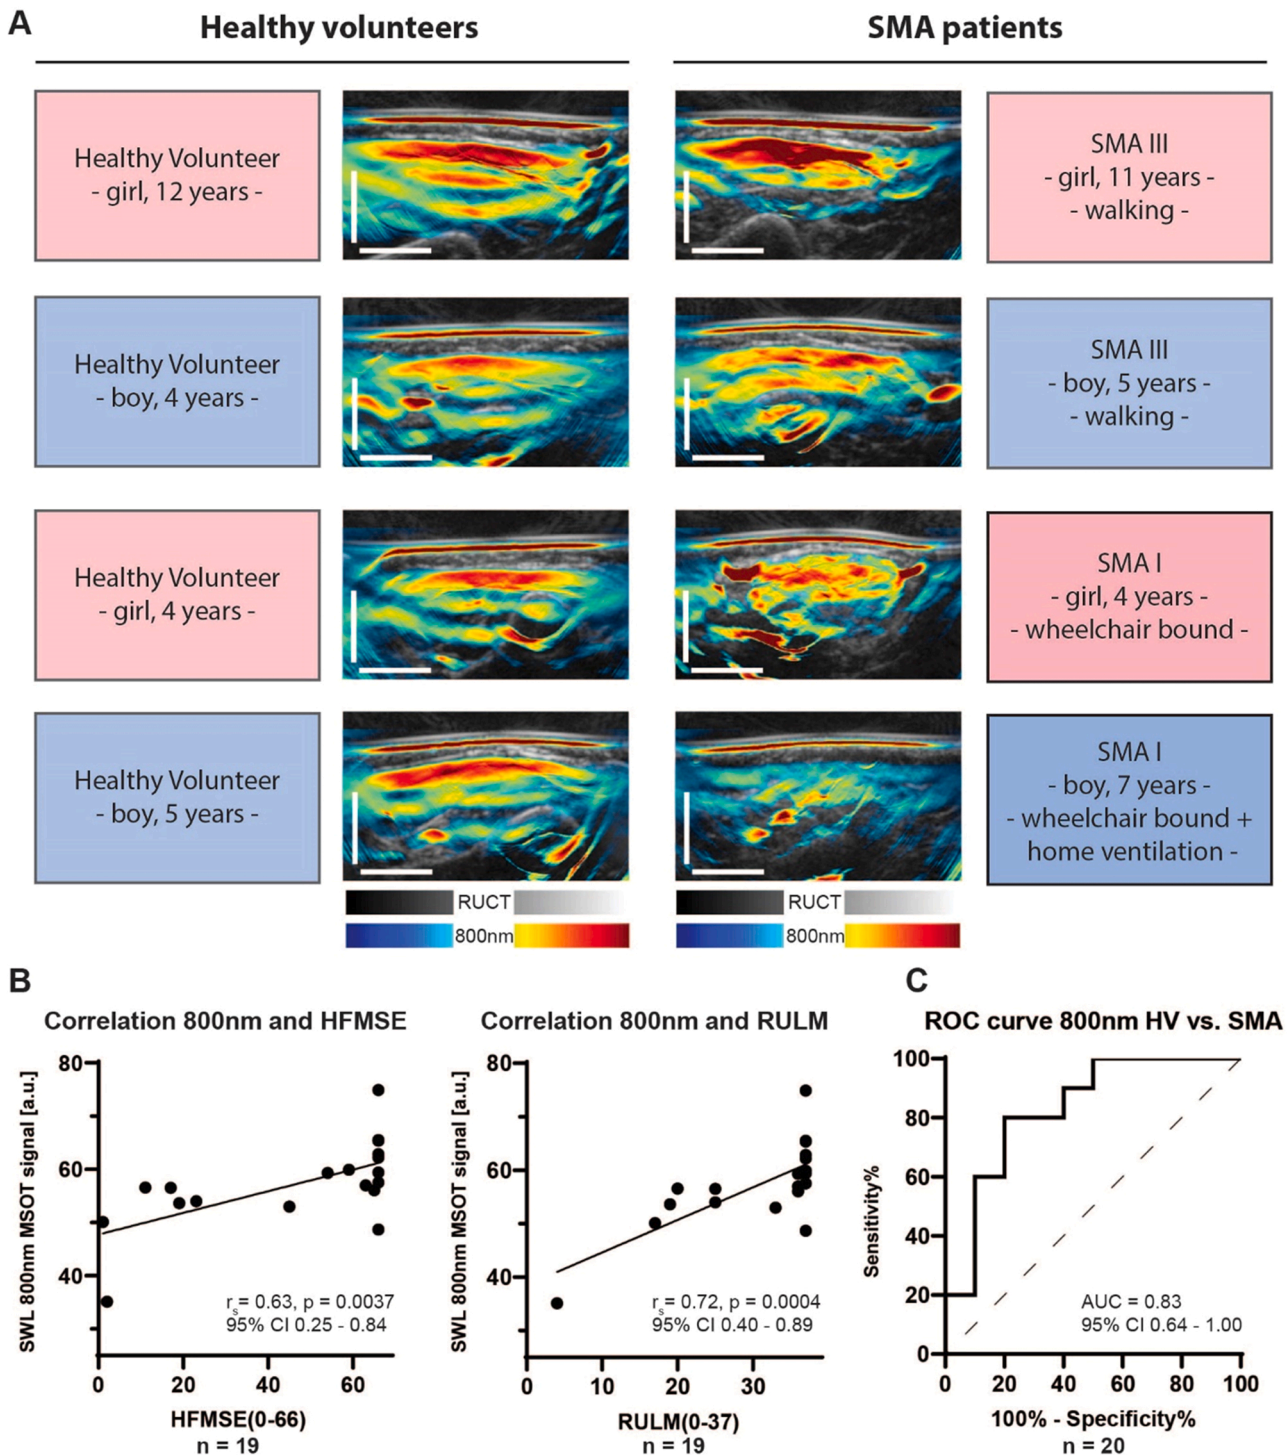 A
Healthy volunteers
SMA patients
Healthy Volunteer
- girl, 12 years -
SMA III
- girl, 11 years -
- walking -
Healthy Volunteer
- boy, 4 years -
SMA III
- boy, 5 years -
- walking -
Healthy Volunteer
- girl, 4 years -
SMA I
- girl, 4 years -
- wheelchair bound -
Healthy Volunteer
- boy, 5 years -
SMA I
- boy, 7 years -
- wheelchair bound +
home ventilation -
RUCT
800nm
RUCT
800nm
B
Correlation 800nm and HFMSE
SWL 800nm MSOT signal [a.u.]
80
60
40
rs = 0.63, p = 0.0037
95% CI 0.25 - 0.84
0 20 40 60
HFMSE(0-66)
n = 19
Correlation 800nm and RULM
SWL 800nm MSOT signal [a.u.]
80
60
40
rs = 0.72, p = 0.0004
95% CI 0.40 - 0.89
0 10 20 30
RULM(0-37)
n = 19
C
ROC curve 800nm HV vs. SMA
Sensitivity%
100
80
60
40
20
0
AUC = 0.83
95% CI 0.64 - 1.00
0 20 40 60 80 100
100% - Specificity%
n = 20